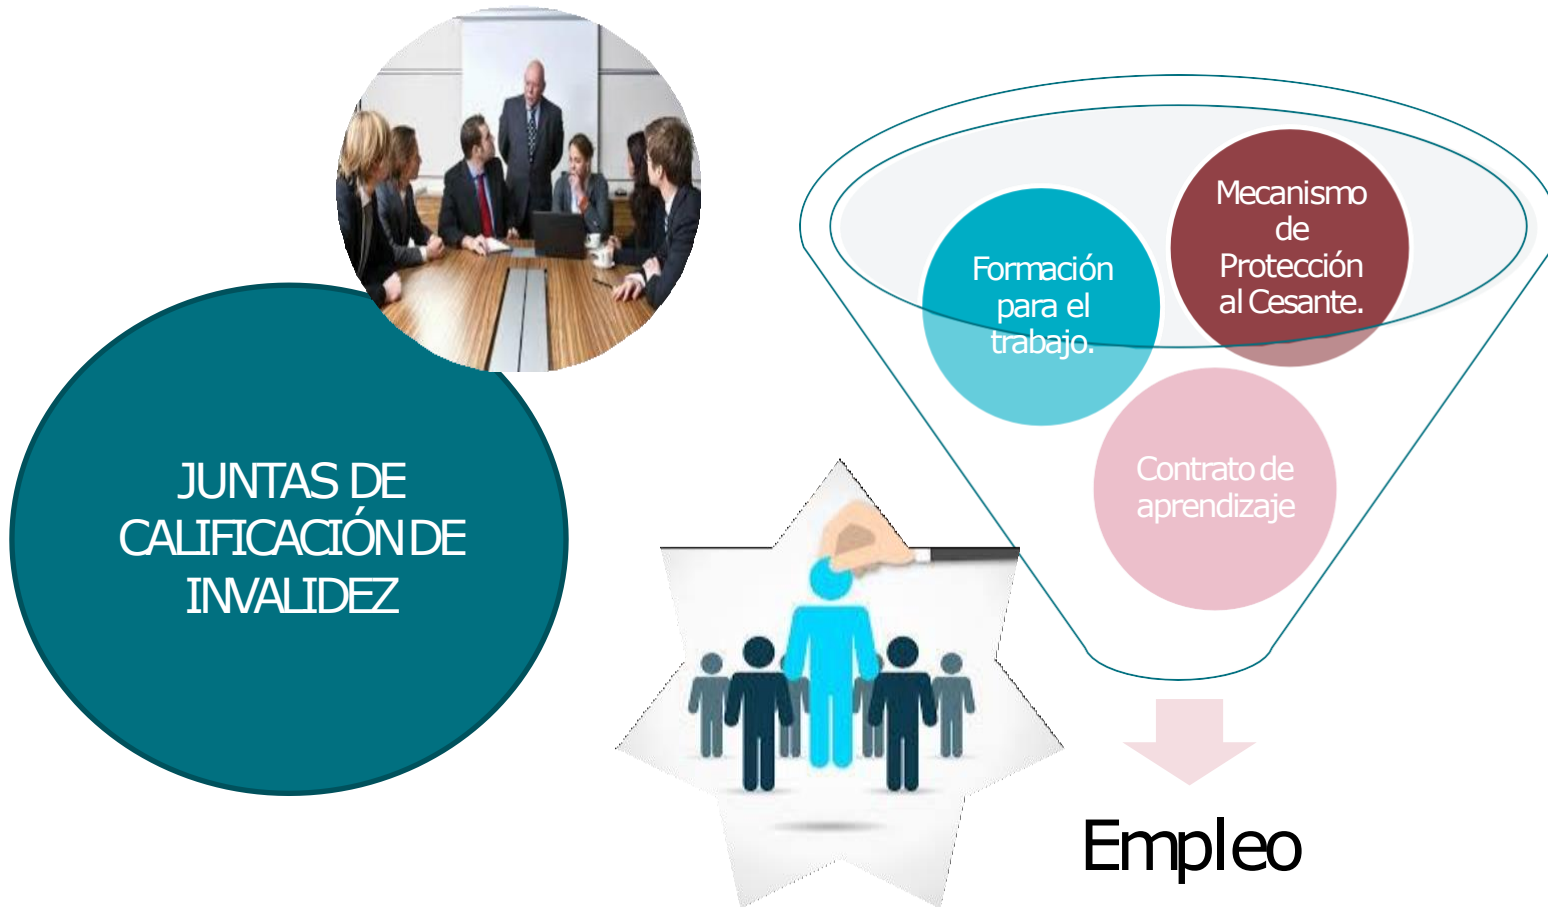 JUNTAS DE
CALIFICACIÓN DE
INVALIDEZ
Mecanismo
de
Protección
al Cesante.
Formación
para el
trabajo.
Contrato de
aprendizaje
Empleo